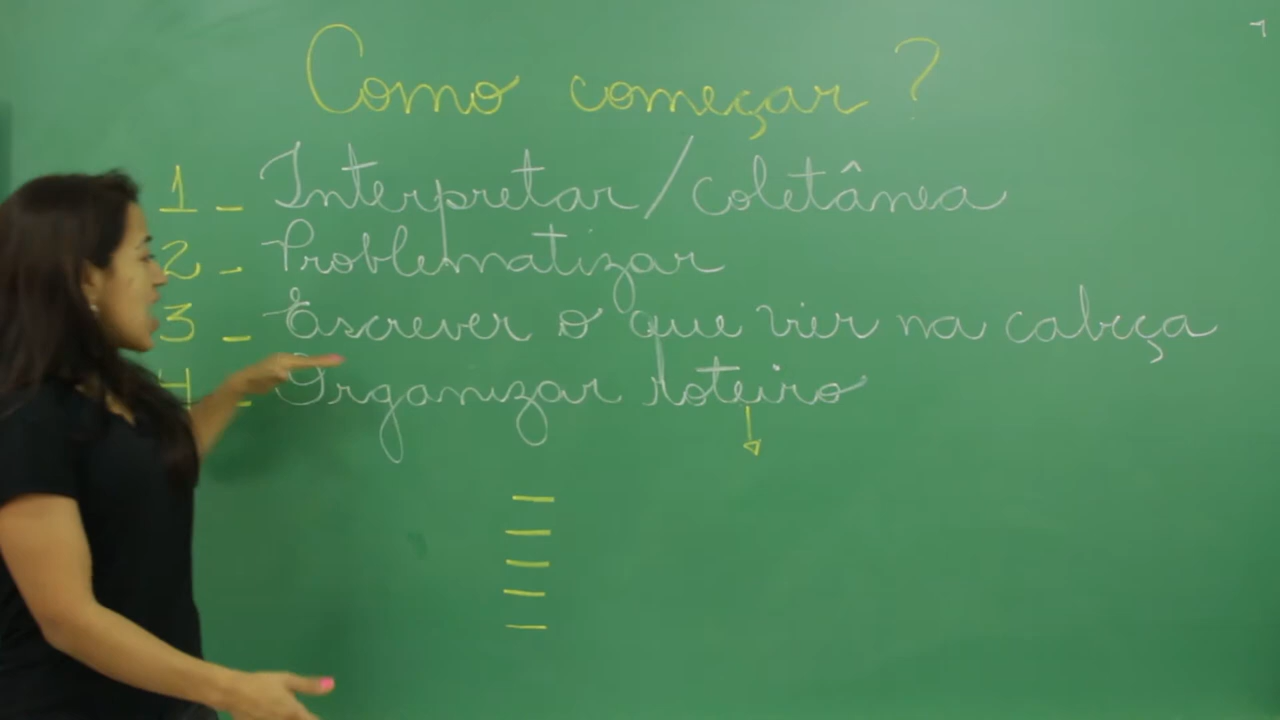 Como começar?
1 - Interpretar/coletânea
2 - Problematizar
3 - Escrever o que vier na cabeça
4 - Organizar roteiro